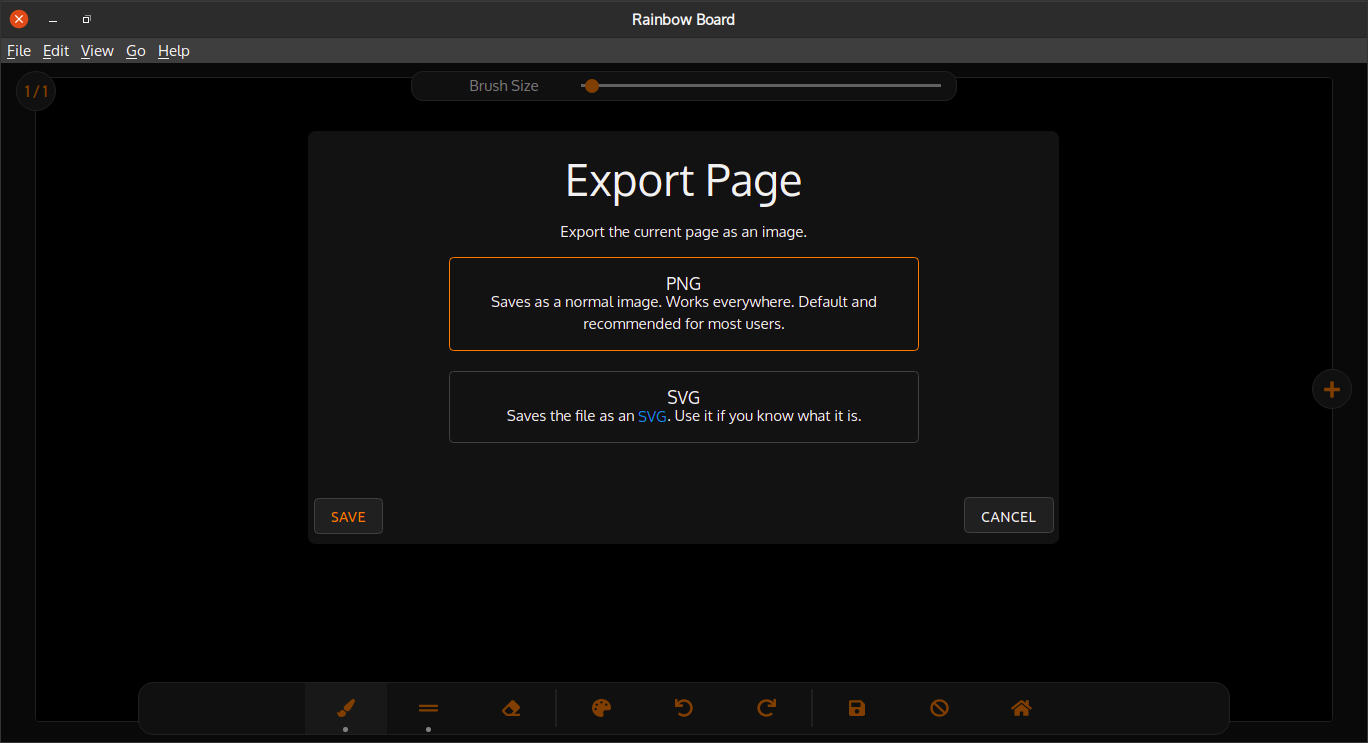 Rainbow Board
File Edit View Go Help
1/1
Brush Size
Export Page
Export the current page as an image.
PNG
Saves as a normal image. Works everywhere. Default and
recommended for most users.
SVG
Saves the file as an SVG. Use it if you know what it is.
SAVE
CANCEL